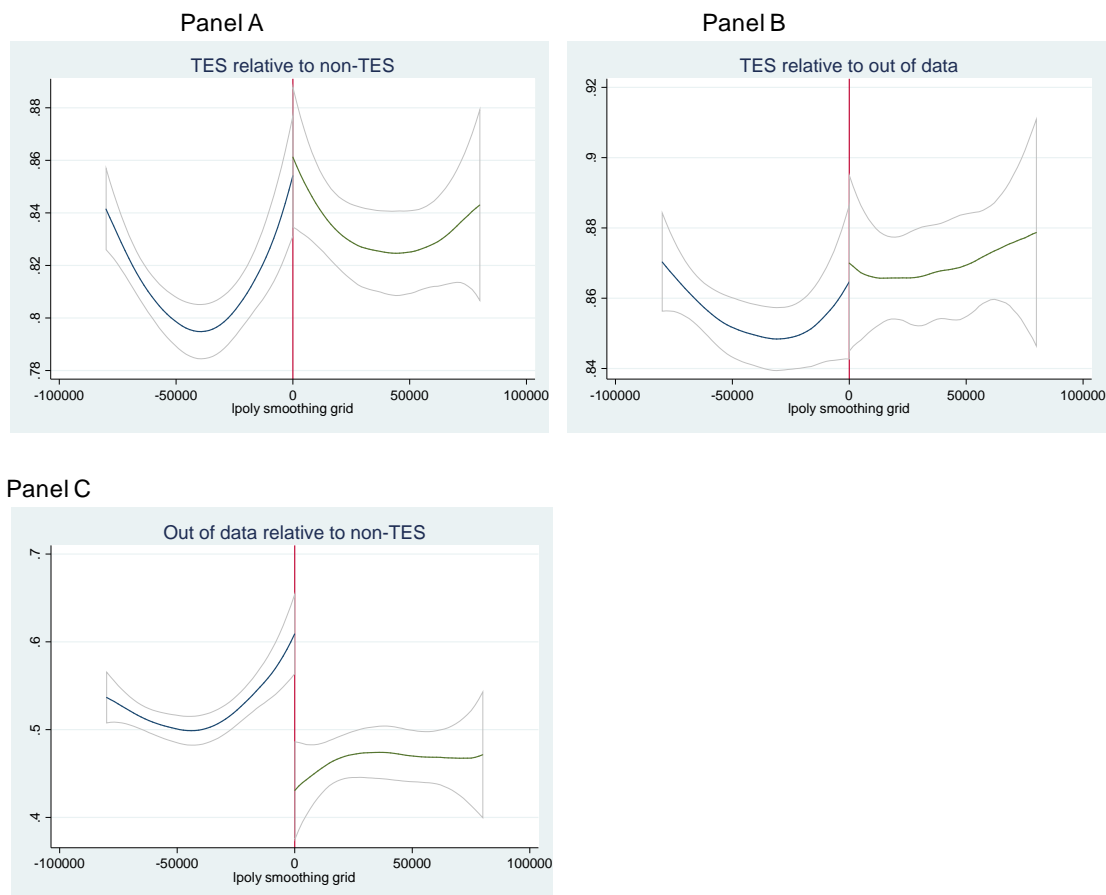 Panel A
TES relative to non-TES
.88
.86
.84
.82
.8
.78
-100000 -50000 0 50000 100000
lpoly smoothing grid
Panel B
TES relative to out of data
.92
.9
.88
.86
.84
-100000 -50000 0 50000 100000
lpoly smoothing grid
Panel C
Out of data relative to non-TES
.7
.6
.5
.4
-100000 -50000 0 50000 100000
lpoly smoothing grid